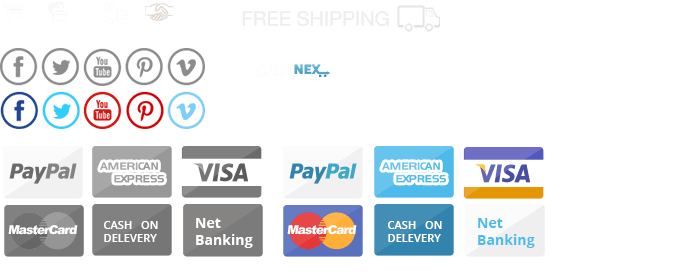 FREE SHIPPING
f You Tube p v
NEX
f You Tube p v
PayPal AMERICAN EXPRESS VISA PayPal AMERICAN EXPRESS VISA
MasterCard CASH ON DELEVERY Net Banking MasterCard CASH ON DELEVERY Net Banking